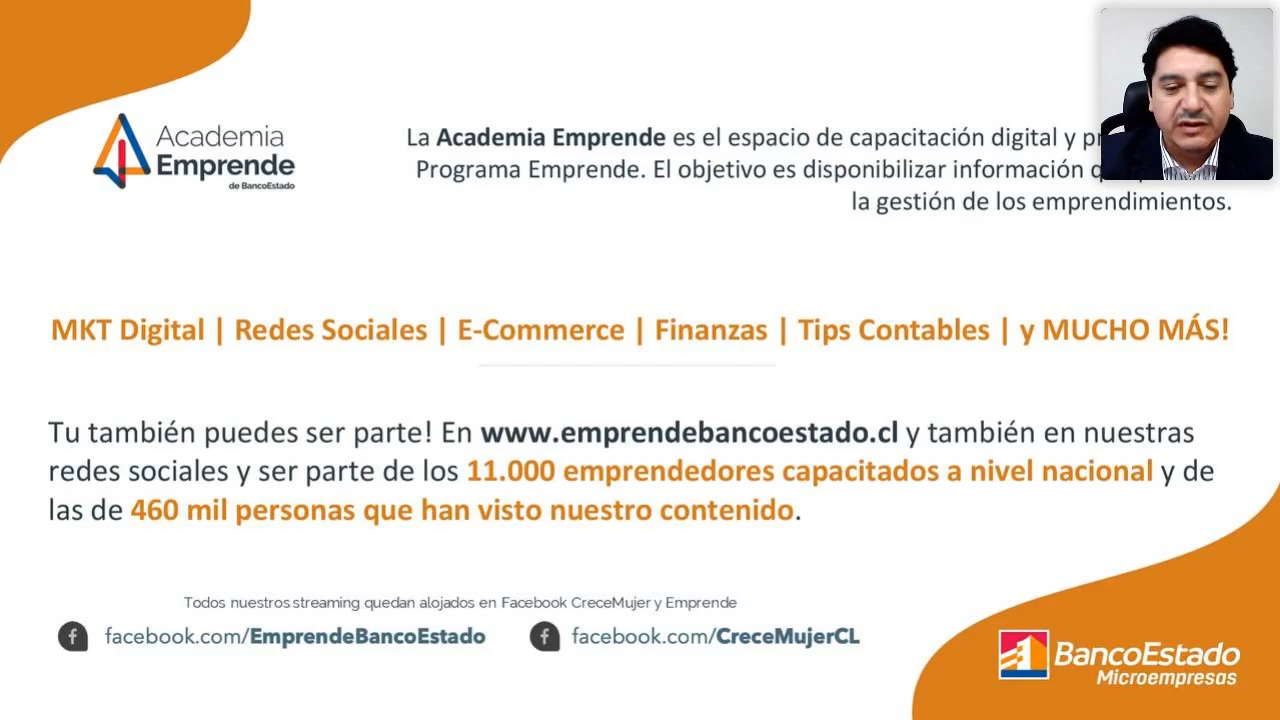 Academia
Emprende
de BancoEstado
La Academia Emprende es el espacio de capacitación digital y
Programa Emprende. El objetivo es disponibilizar información
la gestión de los emprendimientos.
MKT Digital | Redes Sociales | E-Commerce | Finanzas | Tips Contables | y MUCHO MÁS!
Tu también puedes ser parte! En www.emprendebancoestado.cl y también en nuestras
redes sociales y ser parte de los 11.000 emprendedores capacitados a nivel nacional y de
las de 460 mil personas que han visto nuestro contenido.
Todos nuestros streaming quedan alojados en Facebook CreceMujer y Emprende
facebook.com/EmprendeBancoEstado facebook.com/CreceMujerCL
BancoEstado
Microempresas